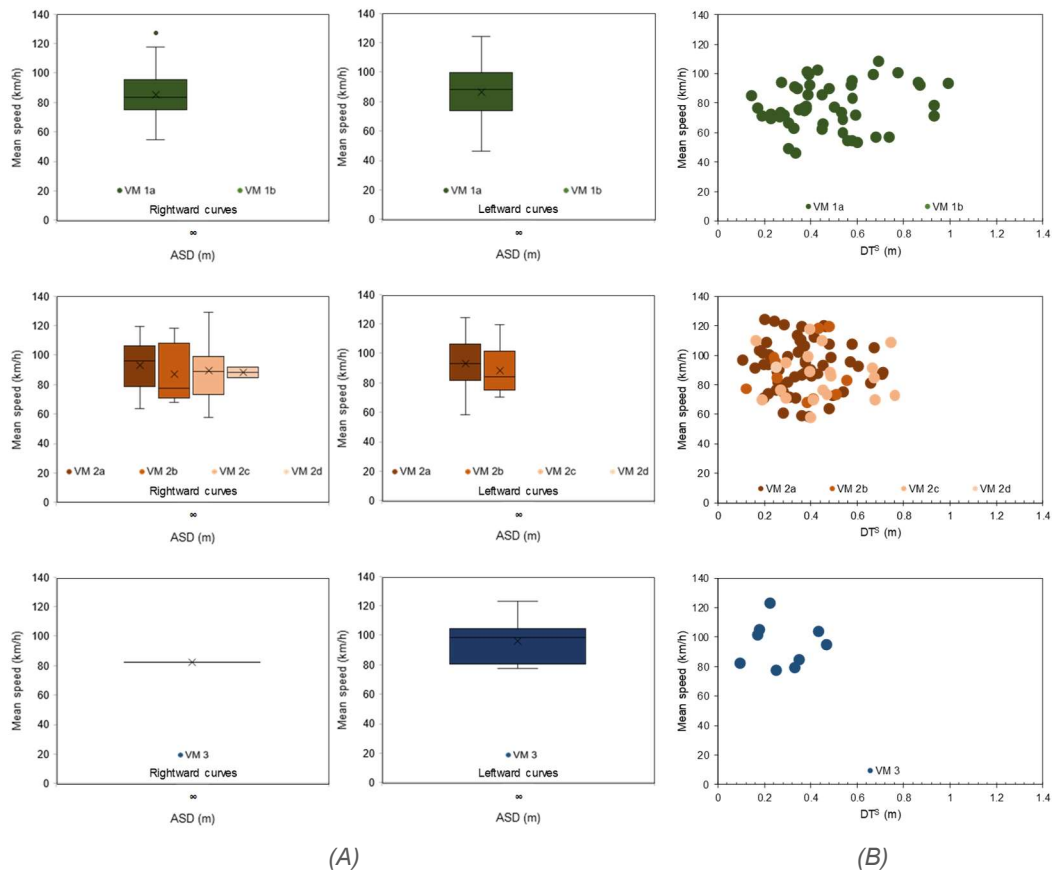 140
120
100
80
60
40
20
0
Mean speed (km/h)
VM 1a VM 1b
Rightward curves
∞
ASD (m)
140
120
100
80
60
40
20
0
Mean speed (km/h)
VM 1a VM 1b
Leftward curves
∞
ASD (m)
140
120
100
80
60
40
20
0
Mean speed (km/h)
VM 1a VM 1b
0 0.2 0.4 0.6 0.8 1 1.2 1.4
DTˢ (m)
140
120
100
80
60
40
20
0
Mean speed (km/h)
VM 2a VM 2b VM 2c VM 2d
Rightward curves
∞
ASD (m)
140
120
100
80
60
40
20
0
Mean speed (km/h)
VM 2a VM 2b VM 2c VM 2d
Leftward curves
∞
ASD (m)
140
120
100
80
60
40
20
0
Mean speed (km/h)
VM 2a VM 2b VM 2c VM 2d
0 0.2 0.4 0.6 0.8 1 1.2 1.4
DTˢ (m)
140
120
100
80
60
40
20
0
Mean speed (km/h)
VM 3
Rightward curves
∞
ASD (m)
140
120
100
80
60
40
20
0
Mean speed (km/h)
VM 3
Leftward curves
∞
ASD (m)
140
120
100
80
60
40
20
0
Mean speed (km/h)
VM 3
0 0.2 0.4 0.6 0.8 1 1.2 1.4
DTˢ (m)
(A) (B)